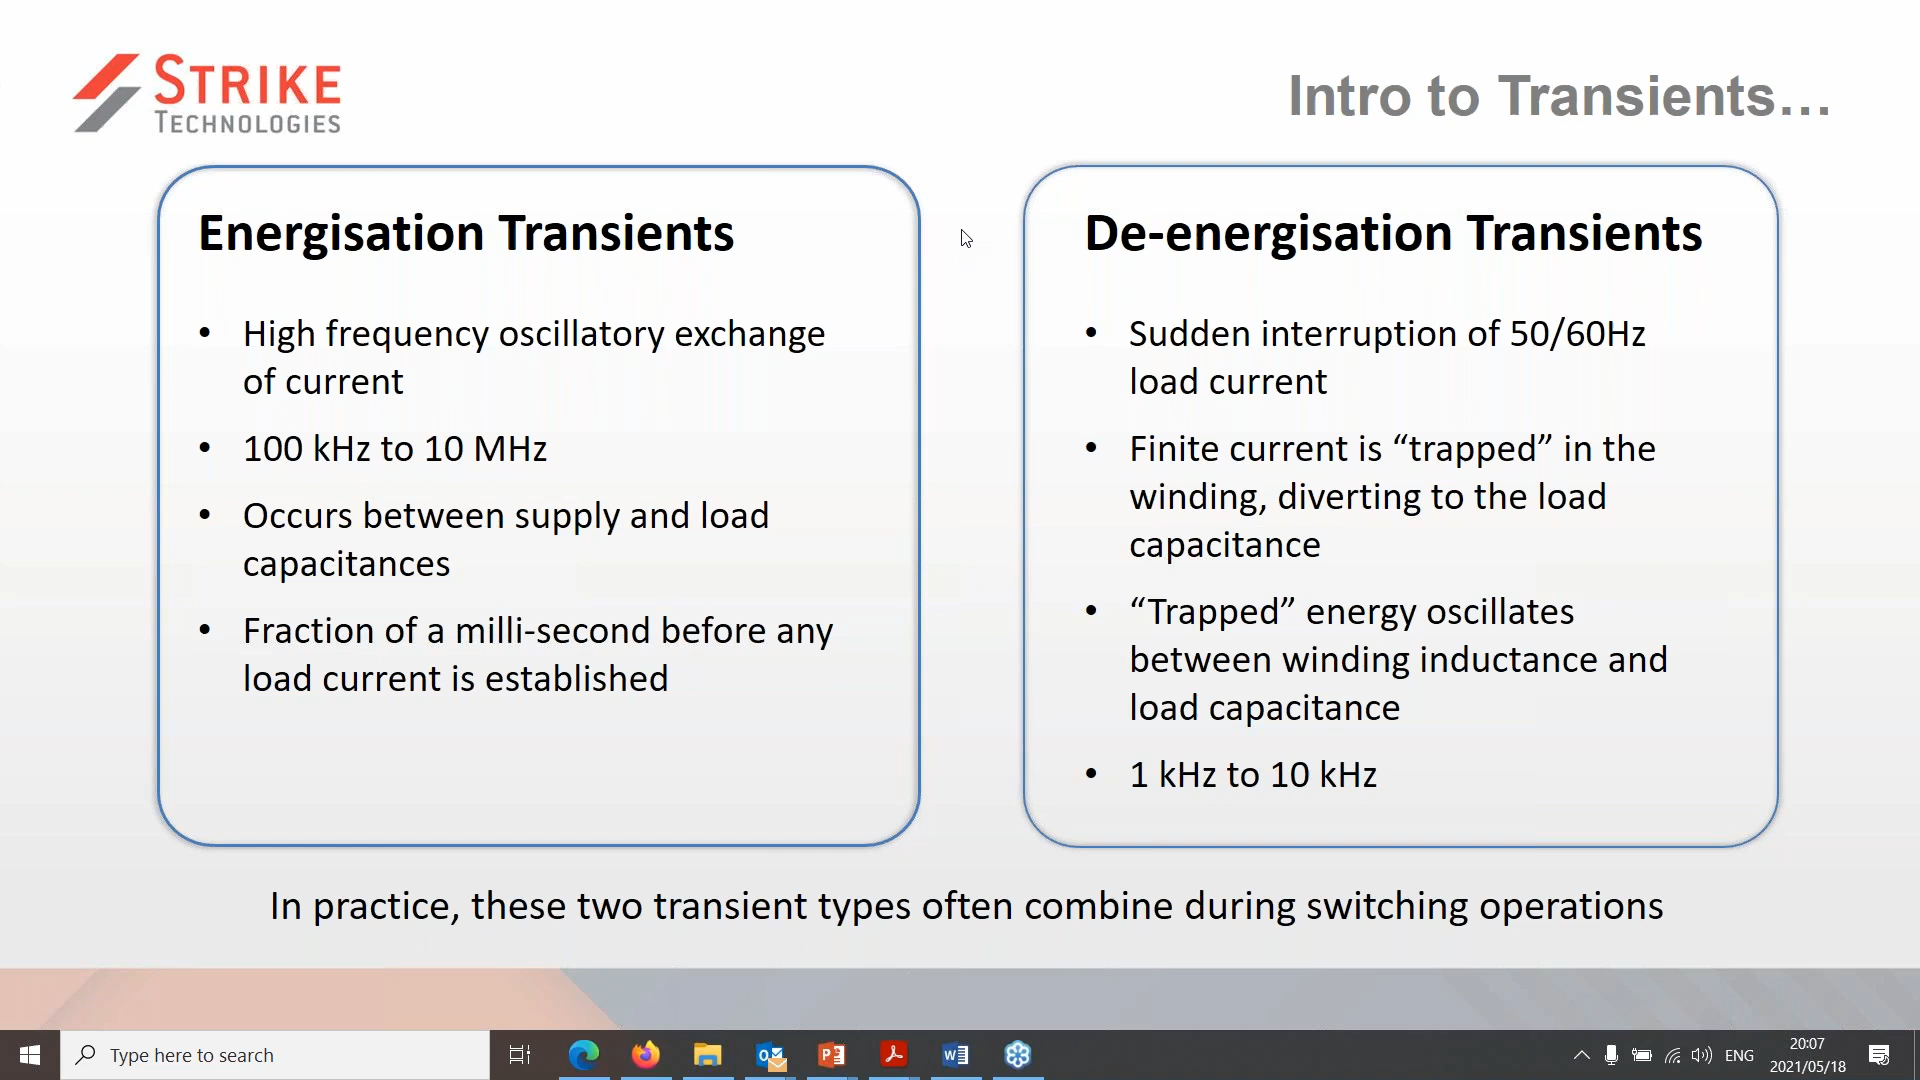 STRIKE
TECHNOLOGIES
Intro to Transients…
Energisation Transients
• High frequency oscillatory exchange
of current
• 100 kHz to 10 MHz
• Occurs between supply and load
capacitances
• Fraction of a milli-second before any
load current is established
De-energisation Transients
• Sudden interruption of 50/60Hz
load current
• Finite current is “trapped” in the
winding, diverting to the load
capacitance
• “Trapped” energy oscillates
between winding inductance and
load capacitance
• 1 kHz to 10 kHz
In practice, these two transient types often combine during switching operations
Type here to search
ENG
20:07
2021/05/18